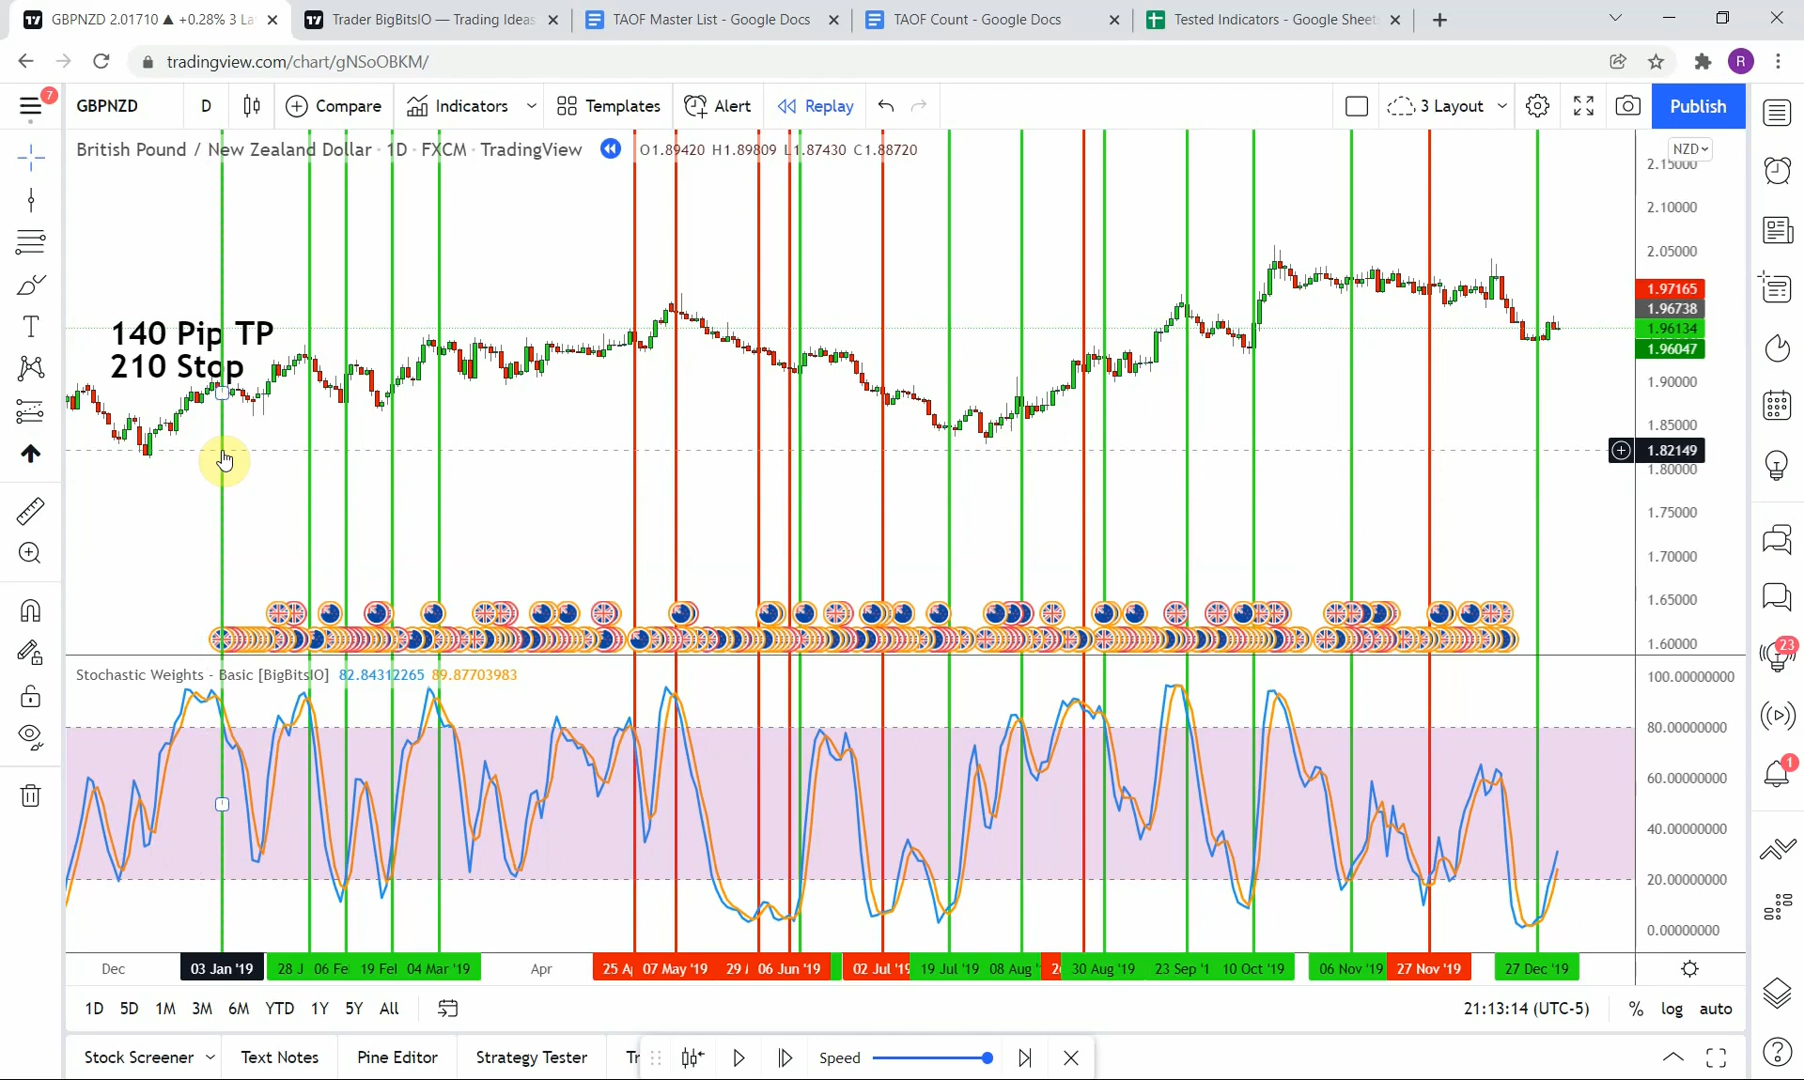 GBPNZD 2.01710 ▲ +0.28% 3 La
Trader BigBitsIO — Trading Ideas
TAOF Master List - Google Docs
TAOF Count - Google Docs
Tested Indicators - Google Sheets
tradingview.com/chart/gNSoOBKM/
R
7
GBPNZD
D
Compare
Indicators
Templates
Alert
Replay
3 Layout
Publish
British Pound / New Zealand Dollar · 1D · FXCM · TradingView
O1.89420 H1.89809 L1.87430 C1.88720
NZD
2.15000
2.10000
2.05000
1.97165
1.96738
1.96134
1.96047
1.90000
1.85000
1.82149
1.80000
1.75000
1.70000
1.65000
1.60000
140 Pip TP
210 Stop
Stochastic Weights - Basic [BigBitsIO] 82.84312265 89.87703983
100.00000000
80.00000000
60.00000000
40.00000000
20.00000000
0.00000000
23
1
Dec
03 Jan '19
28 J
06 Fe
19 Fel
04 Mar '19
Apr
25 A
07 May '19
29
06 Jun '19
02 Jul '19
19 Jul '19
08 Aug
30 Aug '19
23 Sep '1
10 Oct '19
06 Nov '19
27 Nov '19
27 Dec '19
1D 5D 1M 3M 6M YTD 1Y 5Y All
21:13:14 (UTC-5)
% log auto
Stock Screener
Text Notes
Pine Editor
Strategy Tester
Tr
Speed